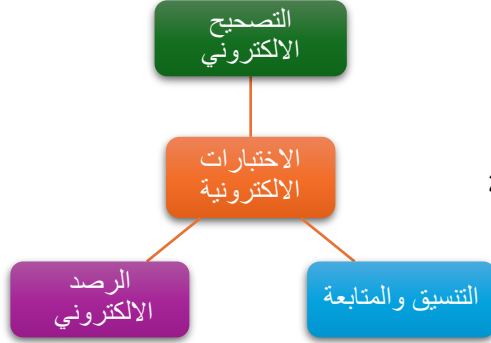 التصحيح
الالكتروني
الاختبارات
الالكترونية
التنسيق والمتابعة
الرصد
الالكتروني